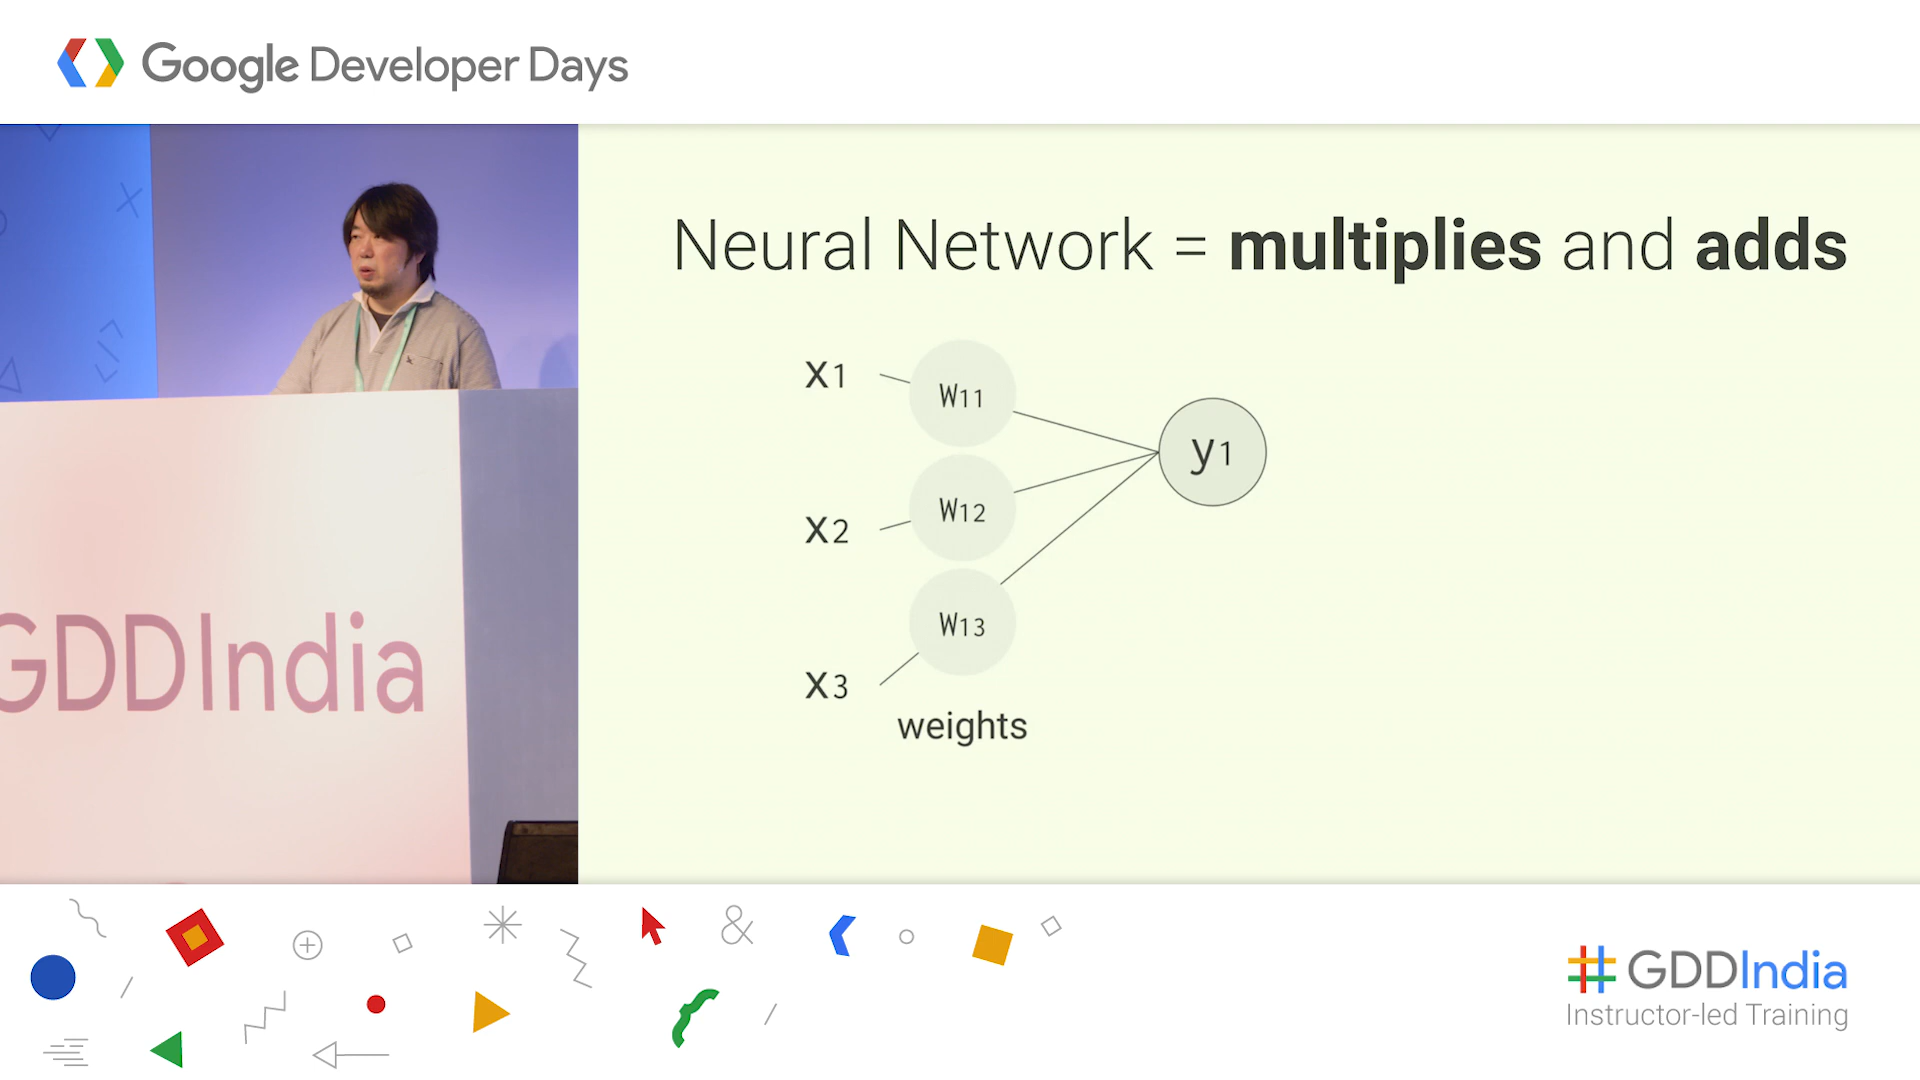 Google Developer Days
GDDIndia
Neural Network = multiplies and adds
x1
w11
y1
w12
x2
w13
x3
weights
#GDDIndia
Instructor-led Training